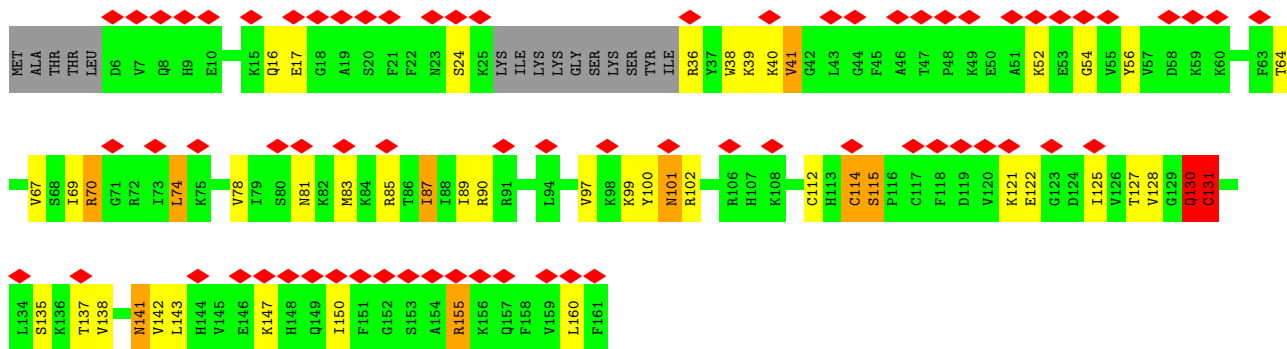 MET ALA THR THR LEU D6 V7 Q8 H9 E10 K15 Q16 E17 G18 A19 S20 F21 F22 N23 S24 K25 LYS ILE LYS LYS GLY SER LYS SER TYR ILE R36 Y37 W38 K39 K40 V41 G42 L43 G44 F45 A46 T47 P48 K49 E50 A51 K52 E53 G54 V55 Y56 V57 D58 K59 K60 F63 T64
V67 S68 I69 R70 G71 R72 I73 L74 K75 V78 I79 S80 N81 K82 M83 K84 R85 T86 I87 I88 I89 R90 R91 L94 V97 K98 K99 Y100 N101 R102 R106 H107 K108 C112 H113 C114 S115 P116 C117 F118 D119 V120 K121 E122 G123 D124 I125 V126 T127 V128 G129 Q130 C131
L134 S135 K136 T137 V138 N141 V142 L143 H144 V145 E146 K147 H148 Q149 I150 F151 G152 S153 A154 R155 K156 Q157 F158 V159 L160 F161